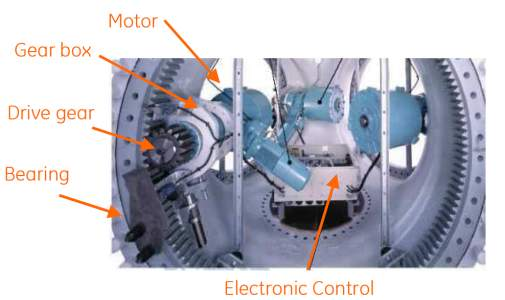 Motor
Gear box
Drive gear
Bearing
Electronic Control